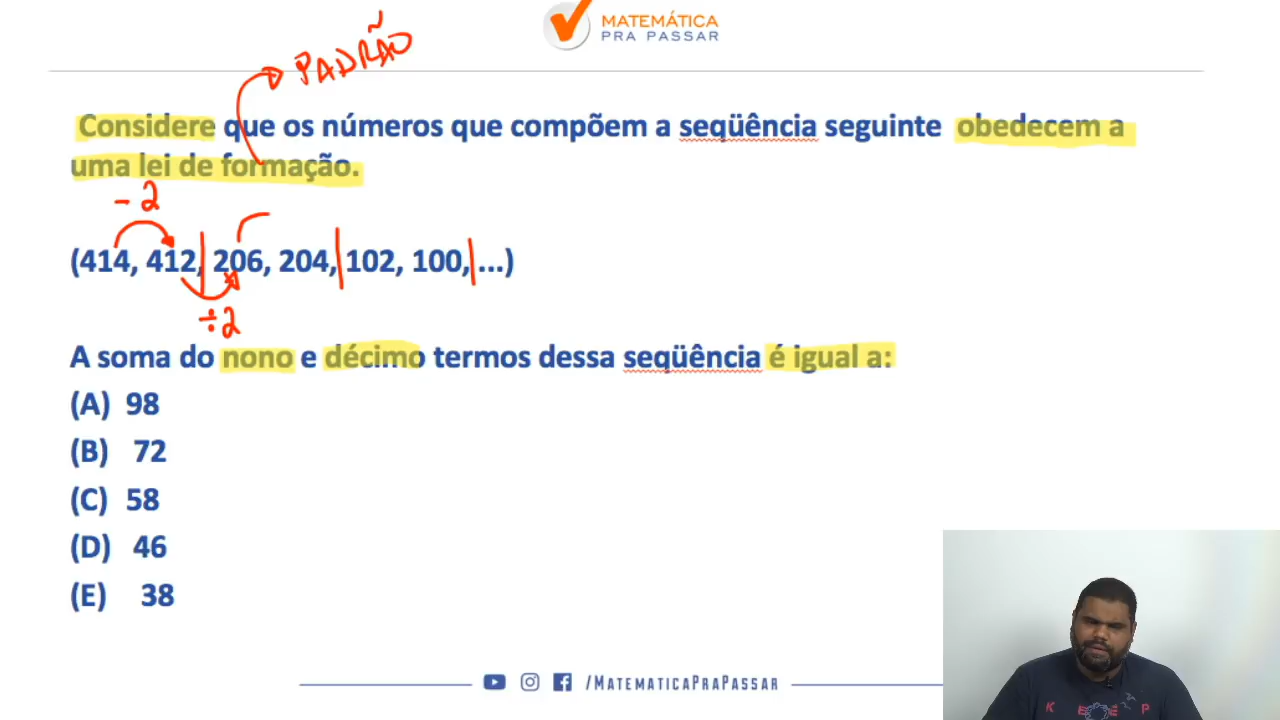 MATEMÁTICA
PRA PASSAR
PADRÃO
Considere que os números que compõem a seqüência seguinte obedecem a
uma lei de formação.
- 2
(414, 412, 206, 204, 102, 100, ...)
÷2
A soma do nono e décimo termos dessa seqüência é igual a:
(A) 98
(B) 72
(C) 58
(D) 46
(E) 38
/MATEMATICAPRAPASSAR
K E E P